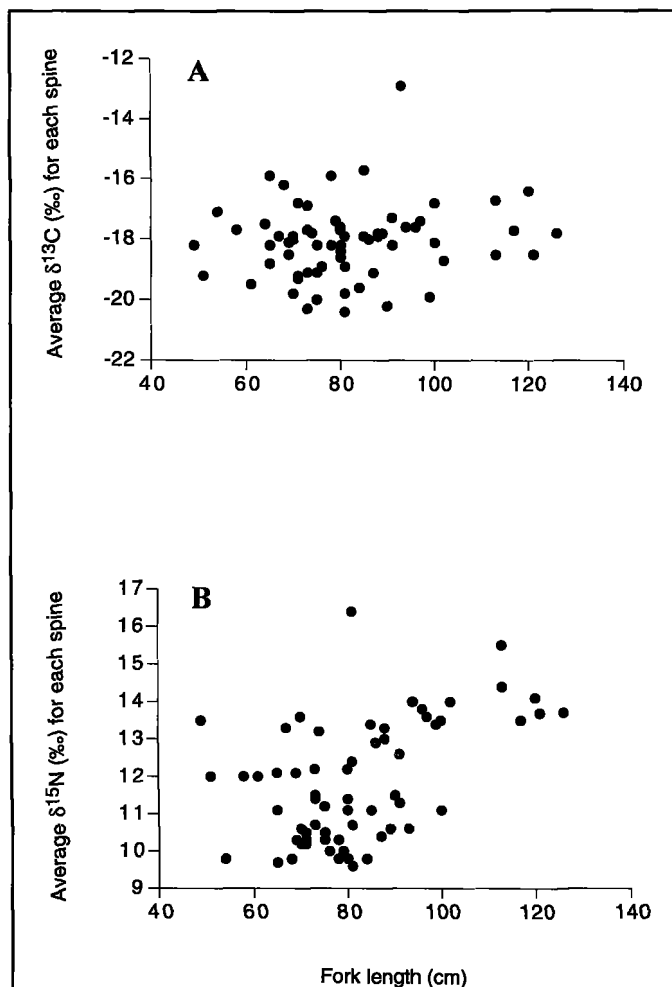 A
Average δ¹³C (‰) for each spine
-12
-14
-16
-18
-20
-22
40 60 80 100 120 140
B
Average δ¹⁵N (‰) for each spine
17
16
15
14
13
12
11
10
9
40 60 80 100 120 140
Fork length (cm)